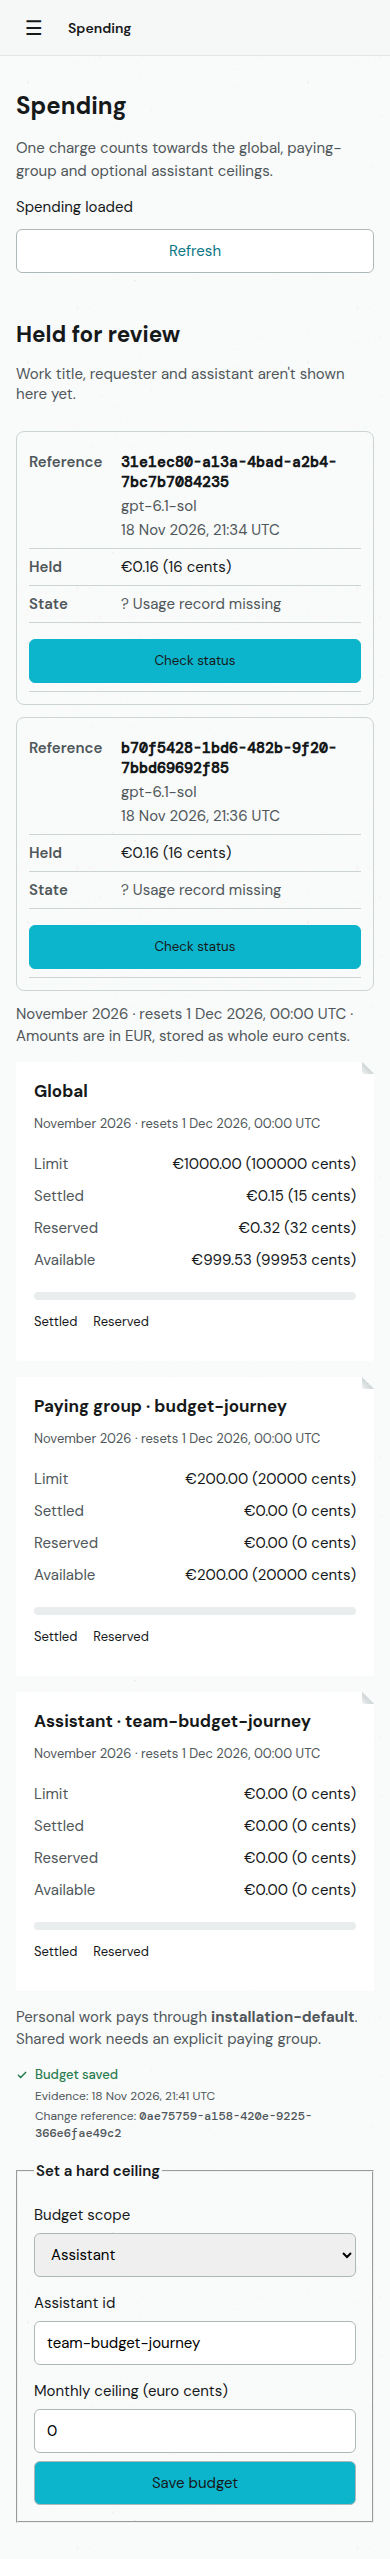 ☰ Spending
Spending
One charge counts towards the global, paying-
group and optional assistant ceilings.
Spending loaded
Refresh
Held for review
Work title, requester and assistant aren't shown
here yet.
Reference 31e1ec80-a13a-4bad-a2b4-
7bc7b7084235
gpt-6.1-sol
18 Nov 2026, 21:34 UTC
Held €0.16 (16 cents)
State ? Usage record missing
Check status
Reference b70f5428-1bd6-482b-9f20-
7bbd69692f85
gpt-6.1-sol
18 Nov 2026, 21:36 UTC
Held €0.16 (16 cents)
State ? Usage record missing
Check status
November 2026 · resets 1 Dec 2026, 00:00 UTC ·
Amounts are in EUR, stored as whole euro cents.
Global
November 2026 · resets 1 Dec 2026, 00:00 UTC
Limit €1000.00 (100000 cents)
Settled €0.15 (15 cents)
Reserved €0.32 (32 cents)
Available €999.53 (99953 cents)
Settled Reserved
Paying group · budget-journey
November 2026 · resets 1 Dec 2026, 00:00 UTC
Limit €200.00 (20000 cents)
Settled €0.00 (0 cents)
Reserved €0.00 (0 cents)
Available €200.00 (20000 cents)
Settled Reserved
Assistant · team-budget-journey
November 2026 · resets 1 Dec 2026, 00:00 UTC
Limit €0.00 (0 cents)
Settled €0.00 (0 cents)
Reserved €0.00 (0 cents)
Available €0.00 (0 cents)
Settled Reserved
Personal work pays through installation-default.
Shared work needs an explicit paying group.
✓ Budget saved
Evidence: 18 Nov 2026, 21:41 UTC
Change reference: 0ae75759-a158-420e-9225-
366e6fae49c2
Set a hard ceiling
Budget scope
Assistant
Assistant id
team-budget-journey
Monthly ceiling (euro cents)
0
Save budget